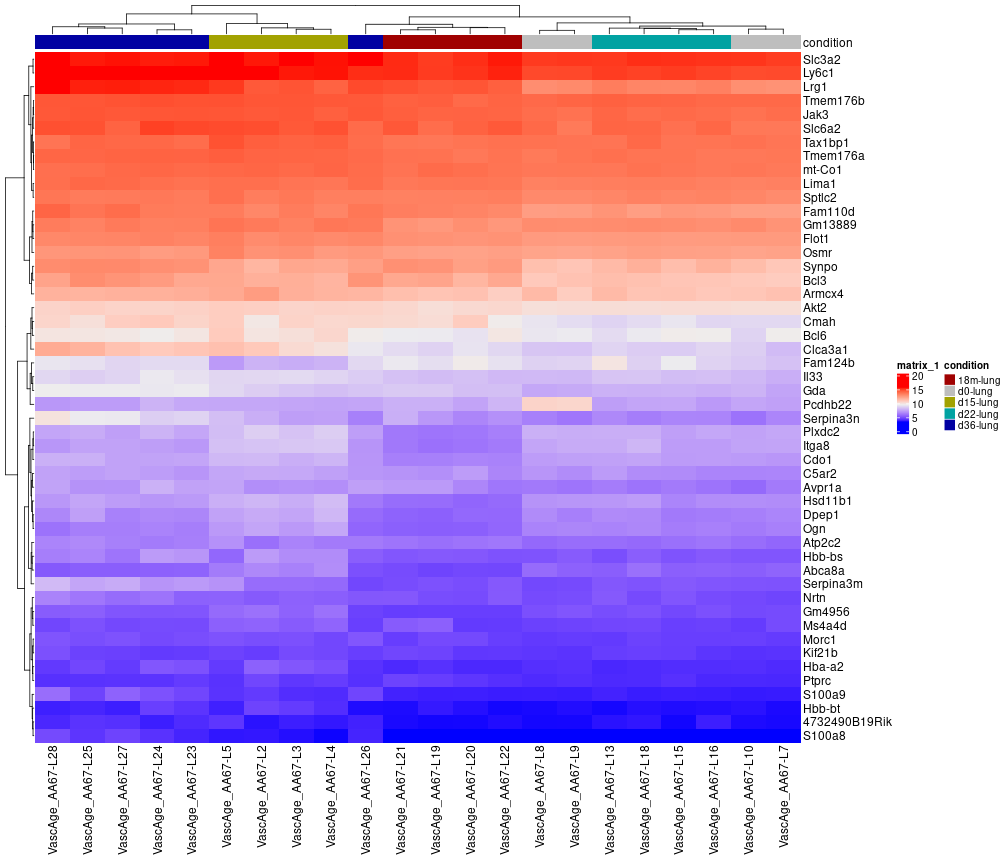 condition
Slc3a2
Ly6c1
Lrg1
Tmem176b
Jak3
Slc6a2
Tax1bp1
Tmem176a
mt-Co1
Lima1
Sptlc2
Fam110d
Gm13889
Flot1
Osmr
Synpo
Bcl3
Armcx4
Akt2
Cmah
Bcl6
Clca3a1
Fam124b
Il33
Gda
Pcdhb22
Serpina3n
Plxdc2
Itga8
Cdo1
C5ar2
Avpr1a
Hsd11b1
Dpep1
Ogn
Atp2c2
Hbb-bs
Abca8a
Serpina3m
Nrtn
Gm4956
Ms4a4d
Morc1
Kif21b
Hba-a2
Ptprc
S100a9
Hbb-bt
4732490B19Rik
S100a8
VascAge_AA67-L28
VascAge_AA67-L25
VascAge_AA67-L27
VascAge_AA67-L24
VascAge_AA67-L23
VascAge_AA67-L5
VascAge_AA67-L2
VascAge_AA67-L3
VascAge_AA67-L4
VascAge_AA67-L26
VascAge_AA67-L21
VascAge_AA67-L19
VascAge_AA67-L20
VascAge_AA67-L22
VascAge_AA67-L8
VascAge_AA67-L9
VascAge_AA67-L13
VascAge_AA67-L18
VascAge_AA67-L15
VascAge_AA67-L16
VascAge_AA67-L10
VascAge_AA67-L7
matrix_1
20
15
10
5
0
condition
18m-lung
d0-lung
d15-lung
d22-lung
d36-lung